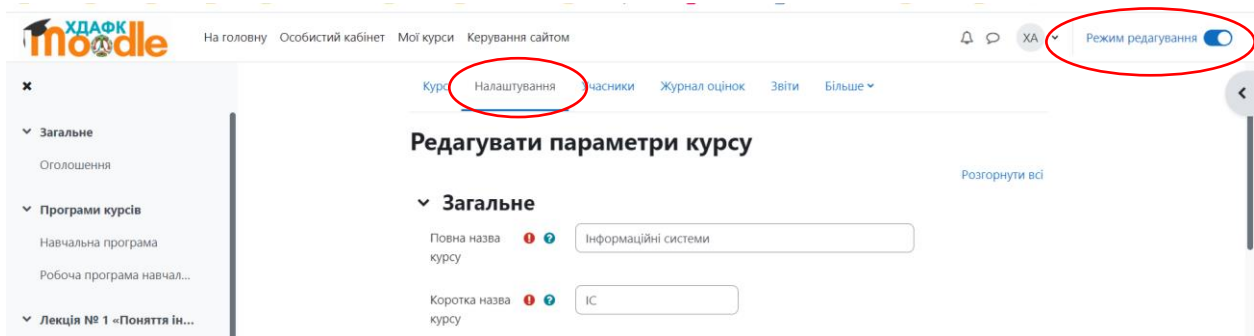 ХДАФК
moodle
На головну Особистий кабінет Мої курси Керування сайтом
ХА
Режим редагування
Курс Налаштування Учасники Журнал оцінок Звіти Більше
Загальне
Оголошення
Програми курсів
Навчальна програма
Робоча програма навчал...
Лекція № 1 «Поняття ін...
Редагувати параметри курсу
Розгорнути всі
Загальне
Повна назва
курсу
Інформаційні системи
Коротка назва
курсу
ІС